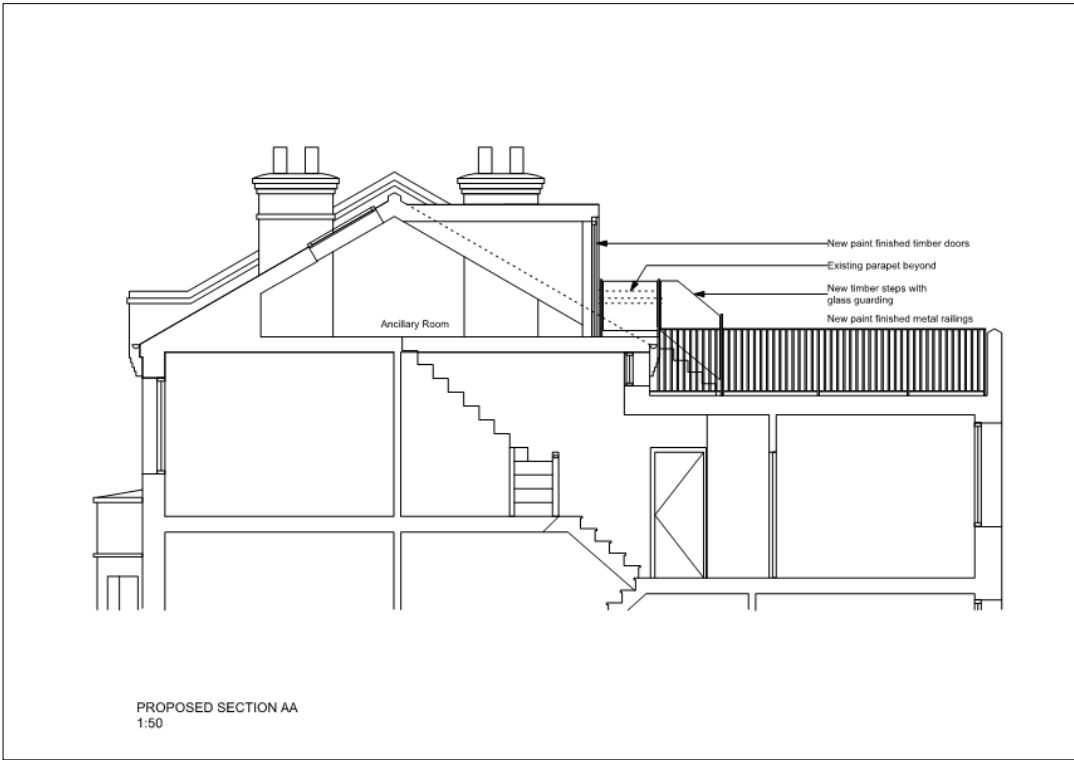 New paint finished timber doors
Existing parapet beyond
New timber steps with
glass guarding
New paint finished metal railings
Ancillary Room
PROPOSED SECTION AA
1:50